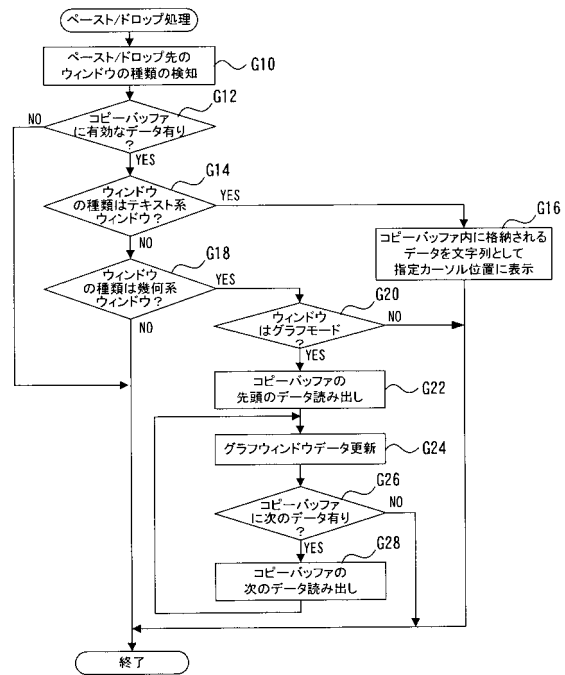 ペースト/ドロップ処理
ペースト/ドロップ先の
ウィンドウの種類の検知
G10
G12
コピーバッファ
に有効なデータ有り
?
NO
YES
G14
ウィンドウ
の種類はテキスト系
ウィンドウ?
YES
NO
G16
コピーバッファ内に格納される
データを文字列として
指定カーソル位置に表示
G18
ウィンドウ
の種類は幾何系
ウィンドウ?
YES
NO
G20
ウィンドウ
はグラフモード
?
NO
YES
コピーバッファの
先頭のデータ読み出し
G22
グラフウィンドウデータ更新
G24
G26
コピーバッファ
に次のデータ有り
?
NO
YES
G28
コピーバッファの
次のデータ読み出し
終了